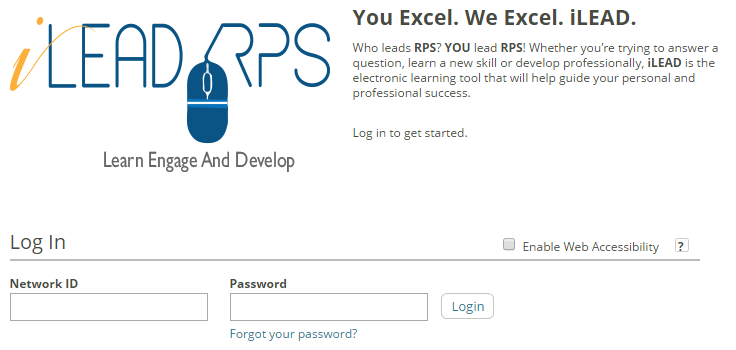 iLEAD RPS
Learn Engage And Develop
You Excel. We Excel. iLEAD.
Who leads RPS? YOU lead RPS! Whether you're trying to answer a
question, learn a new skill or develop professionally, iLEAD is the
electronic learning tool that will help guide your personal and
professional success.
Log in to get started.
Log In
Enable Web Accessibility ?
Network ID
Password
Login
Forgot your password?